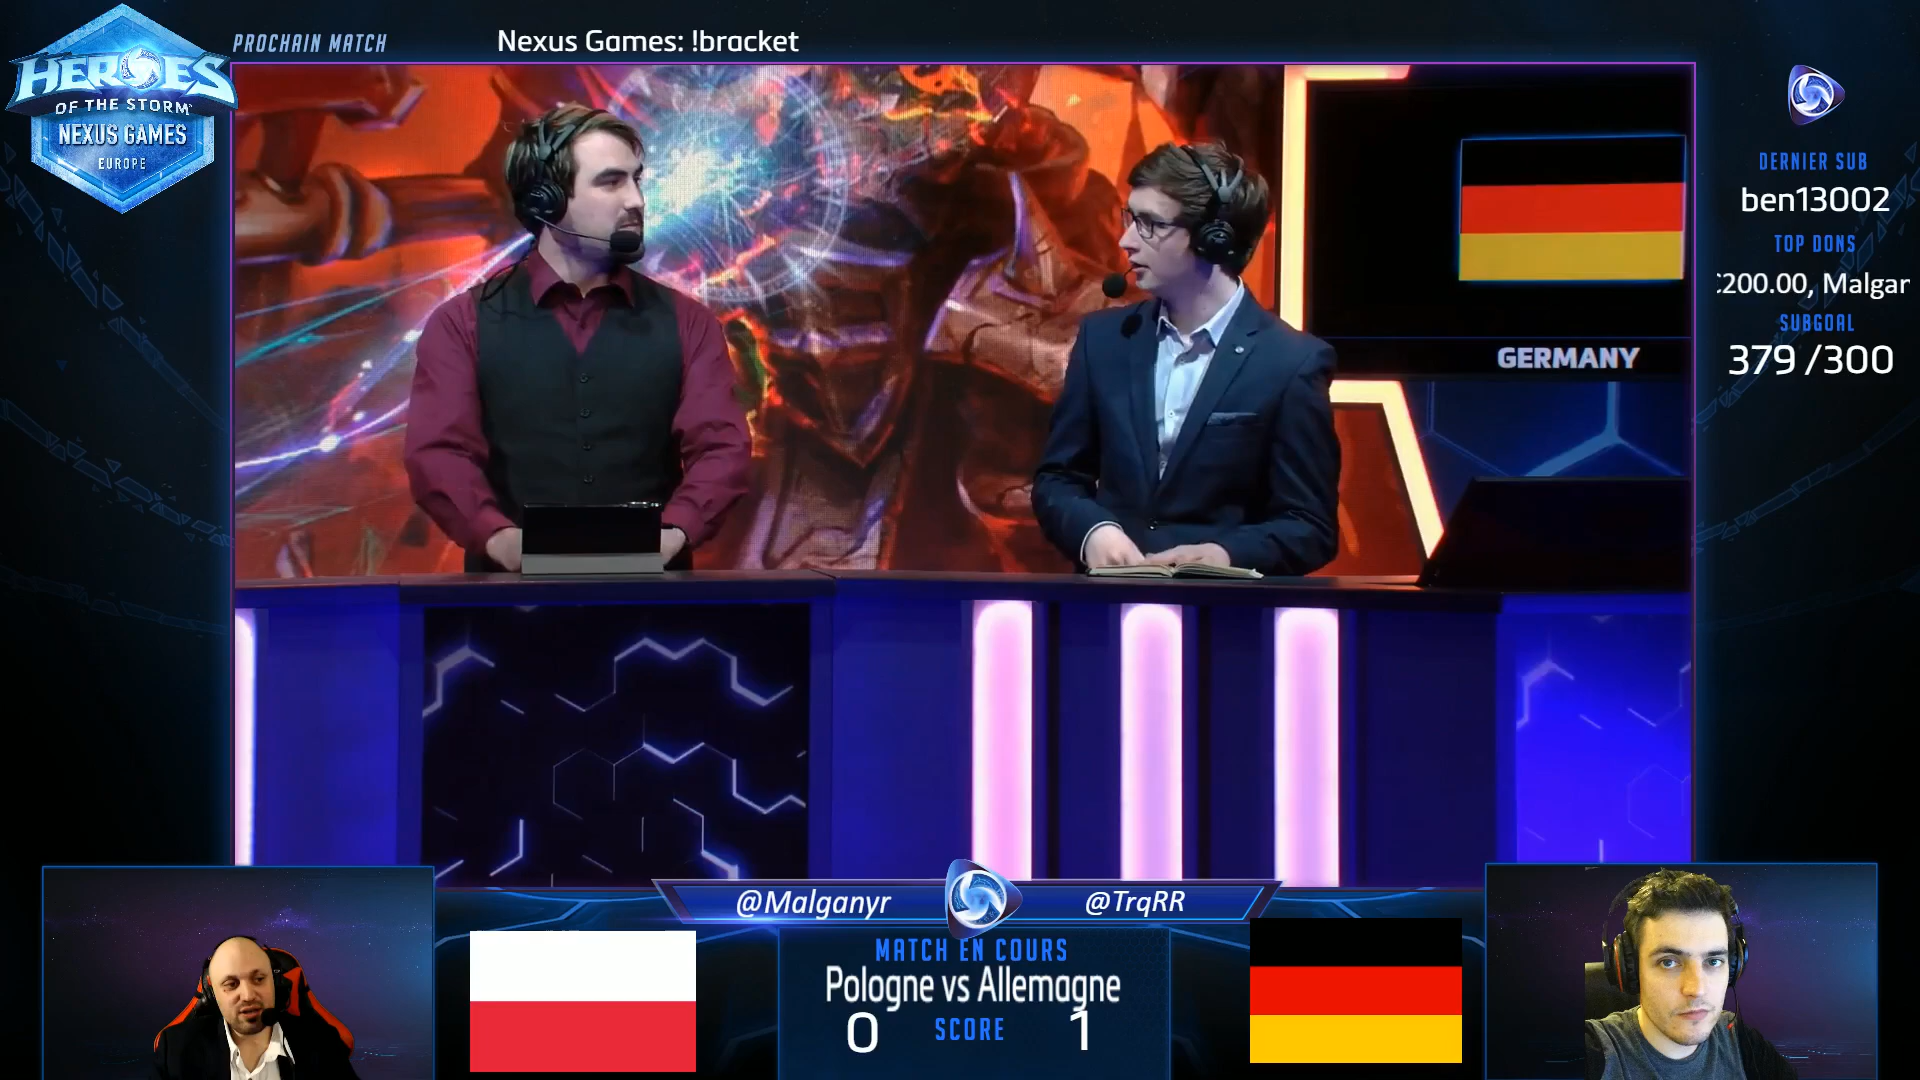 HEROES
OF THE STORM
NEXUS GAMES
EUROPE
PROCHAIN MATCH
Nexus Games: !bracket
GERMANY
DERNIER SUB
ben13002
TOP DONS
200.00, Malgar
SUBGOAL
379 /300
@Malganyr
@TrqRR
MATCH EN COURS
Pologne vs Allemagne
0 SCORE 1